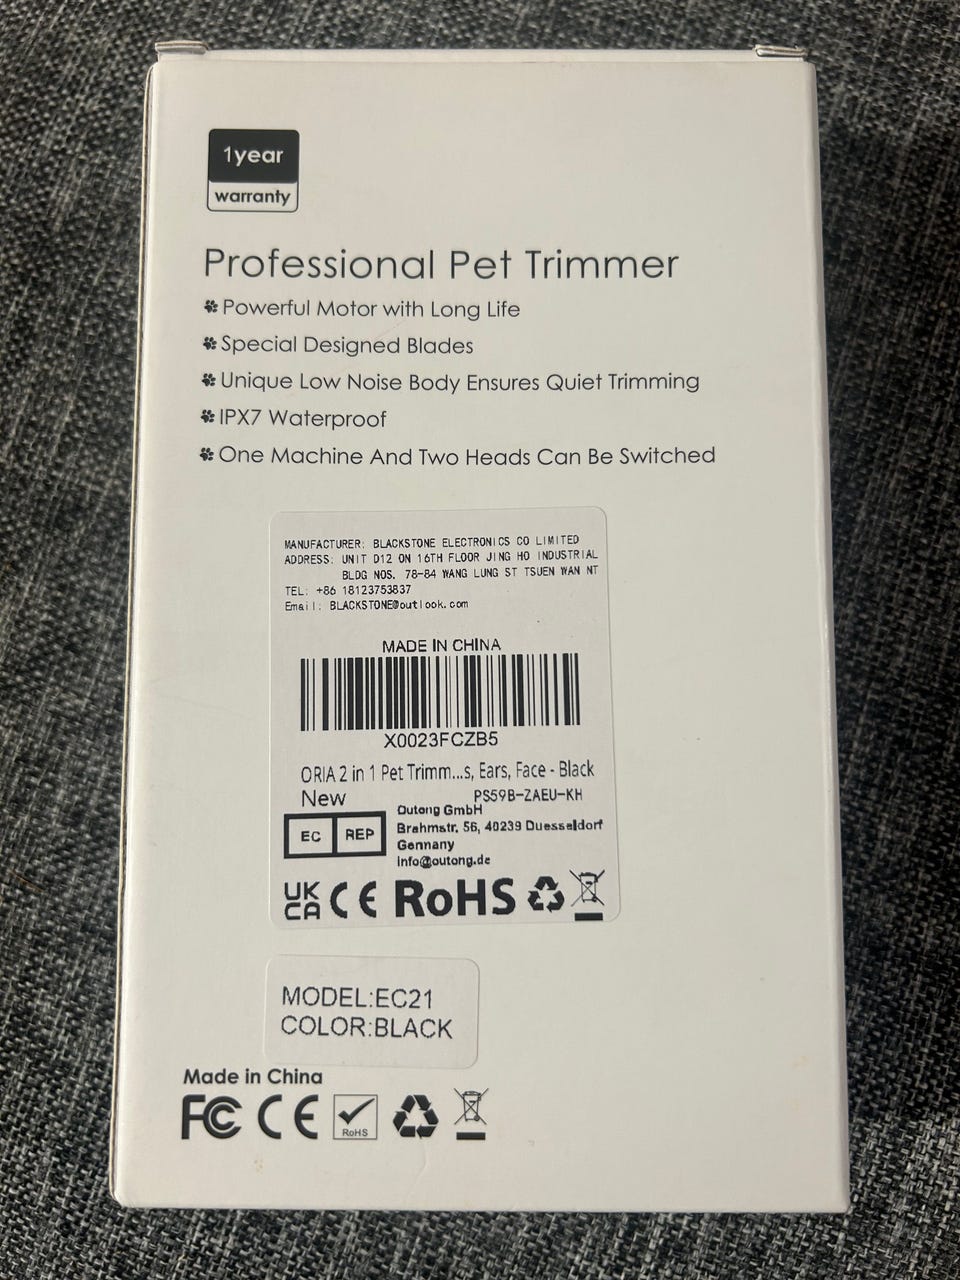 1year
warranty
Professional Pet Trimmer
Powerful Motor with Long Life
Special Designed Blades
Unique Low Noise Body Ensures Quiet Trimming
IPX7 Waterproof
One Machine And Two Heads Can Be Switched
MANUFACTURER: BLACKSTONE ELECTRONICS CO LIMITED
ADDRESS: UNIT D12 ON 16TH FLOOR JING HO INDUSTRIAL
BLDG NOS. 78-84 WANG LUNG ST TSUEN WAN NT
TEL: +86 18123753837
Email: BLACKSTONE@outlook.com
MADE IN CHINA
X0023FCZB5
ORIA 2 in 1 Pet Trimm...s, Ears, Face - Black
New PS59B-ZAEU-KH
EC REP
Outong GmbH
Brahmstr. 56, 40239 Duesseldorf
Germany
info@outong.de
UK CA CE RoHS
MODEL:EC21
COLOR:BLACK
Made in China
FC CE RoHS